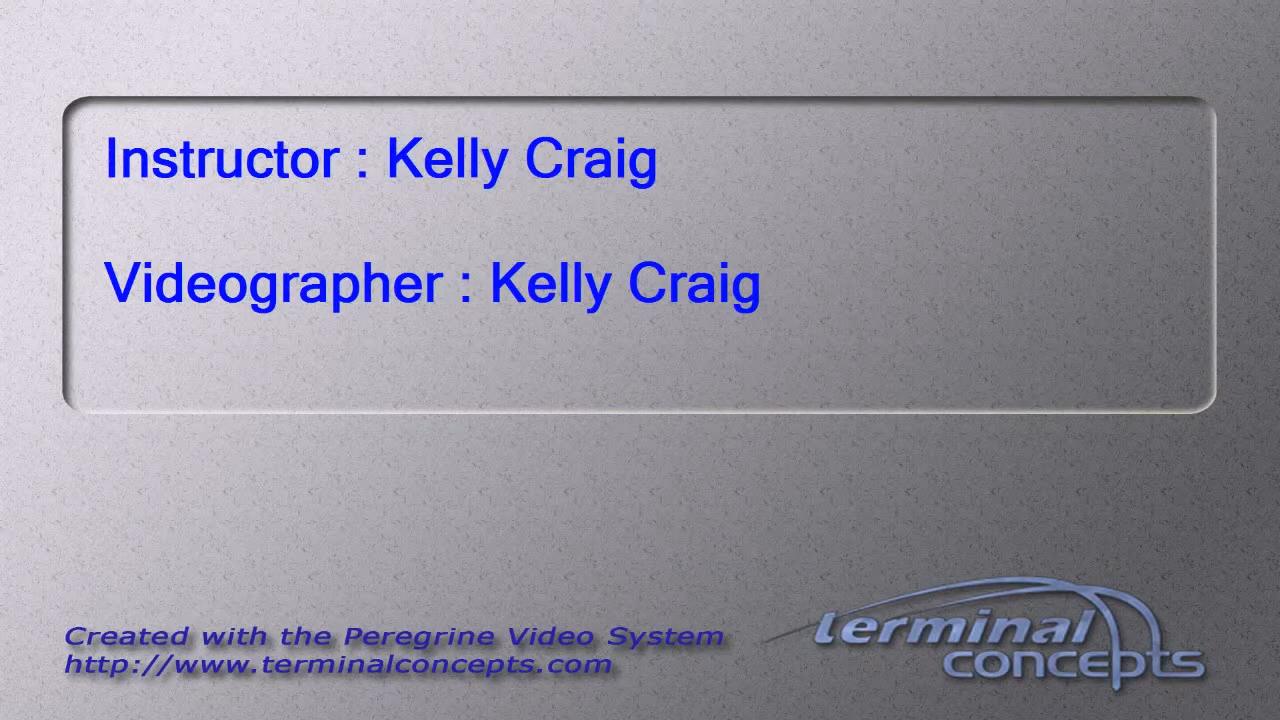 Instructor : Kelly Craig
Videographer : Kelly Craig
Created with the Peregrine Video System
http://www.terminalconcepts.com
terminal
concepts